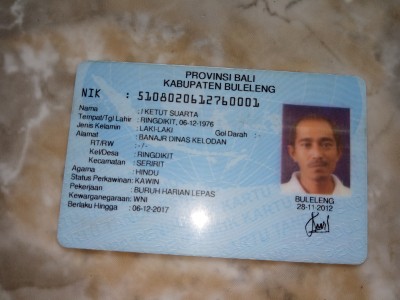 PROVINSI BALI
KABUPATEN BULELENG
NIK : 5108020612760001
Nama : I KETUT SUARTA
Tempat/Tgl Lahir : RINGDIKIT, 06-12-1976
Jenis Kelamin : LAKI-LAKI Gol Darah : -
Alamat : BANAJR DINAS KELODAN
RT/RW : -/-
Kel/Desa : RINGDIKIT
Kecamatan : SERIRIT
Agama : HINDU
Status Perkawinan: KAWIN
Pekerjaan : BURUH HARIAN LEPAS
Kewarganegaraan: WNI
Berlaku Hingga : 06-12-2017
BULELENG
28-11-2012